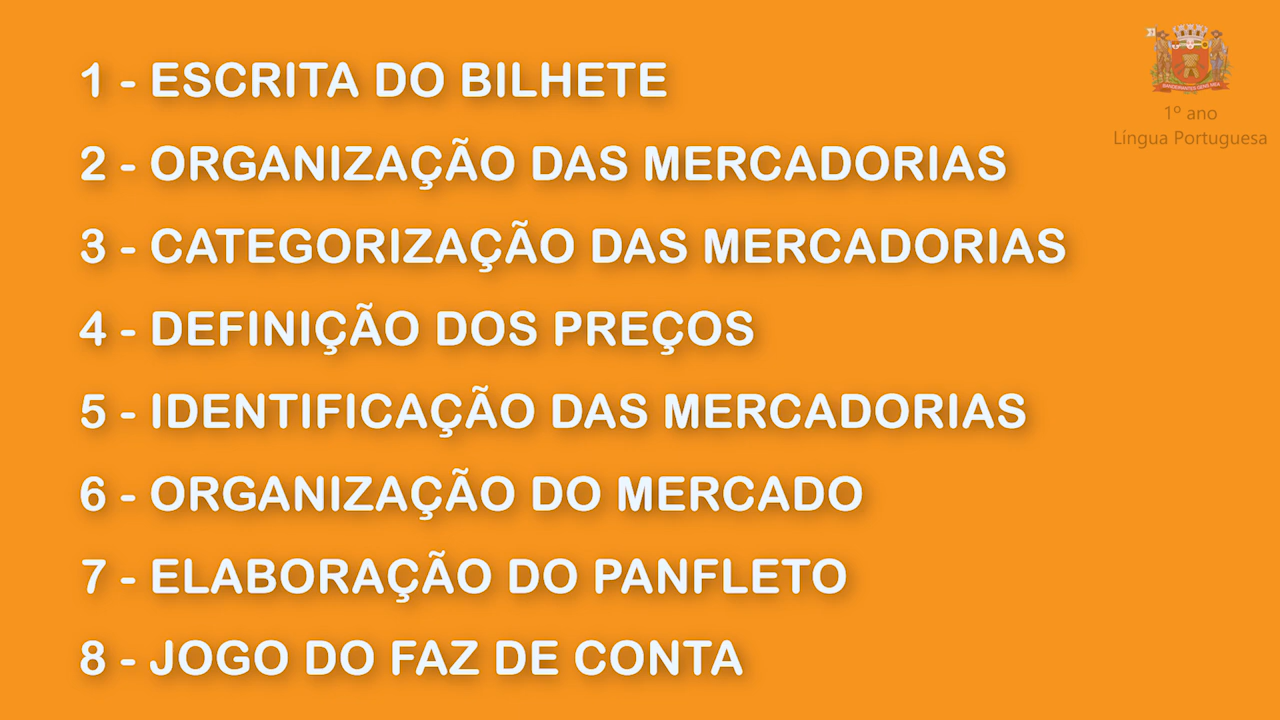 1 - ESCRITA DO BILHETE
2 - ORGANIZAÇÃO DAS MERCADORIAS
3 - CATEGORIZAÇÃO DAS MERCADORIAS
4 - DEFINIÇÃO DOS PREÇOS
5 - IDENTIFICAÇÃO DAS MERCADORIAS
6 - ORGANIZAÇÃO DO MERCADO
7 - ELABORAÇÃO DO PANFLETO
8 - JOGO DO FAZ DE CONTA
1º ano
Língua Portuguesa